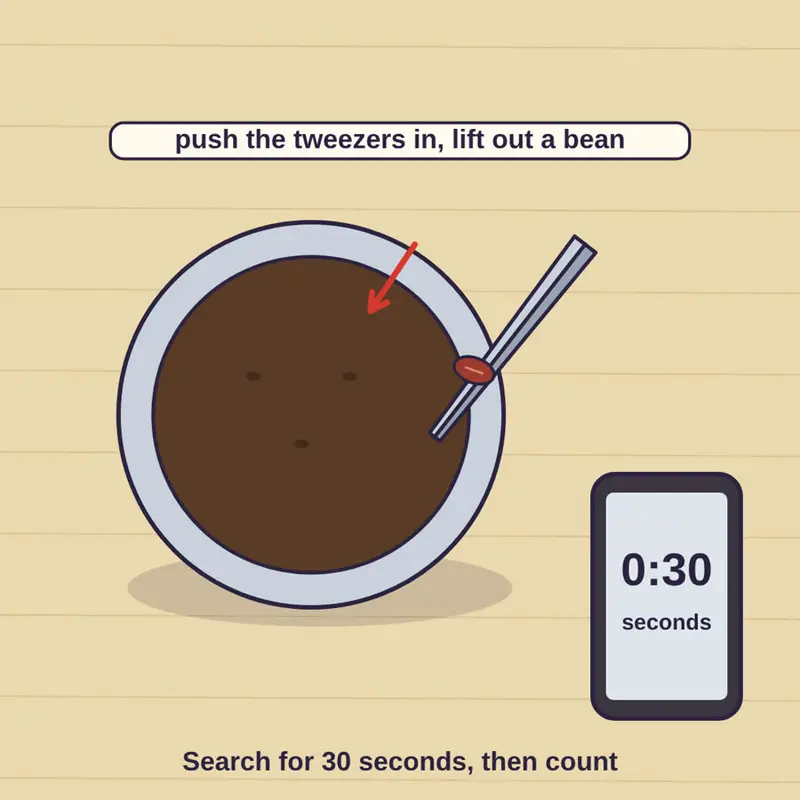 push the tweezers in, lift out a bean
0:30
seconds
Search for 30 seconds, then count